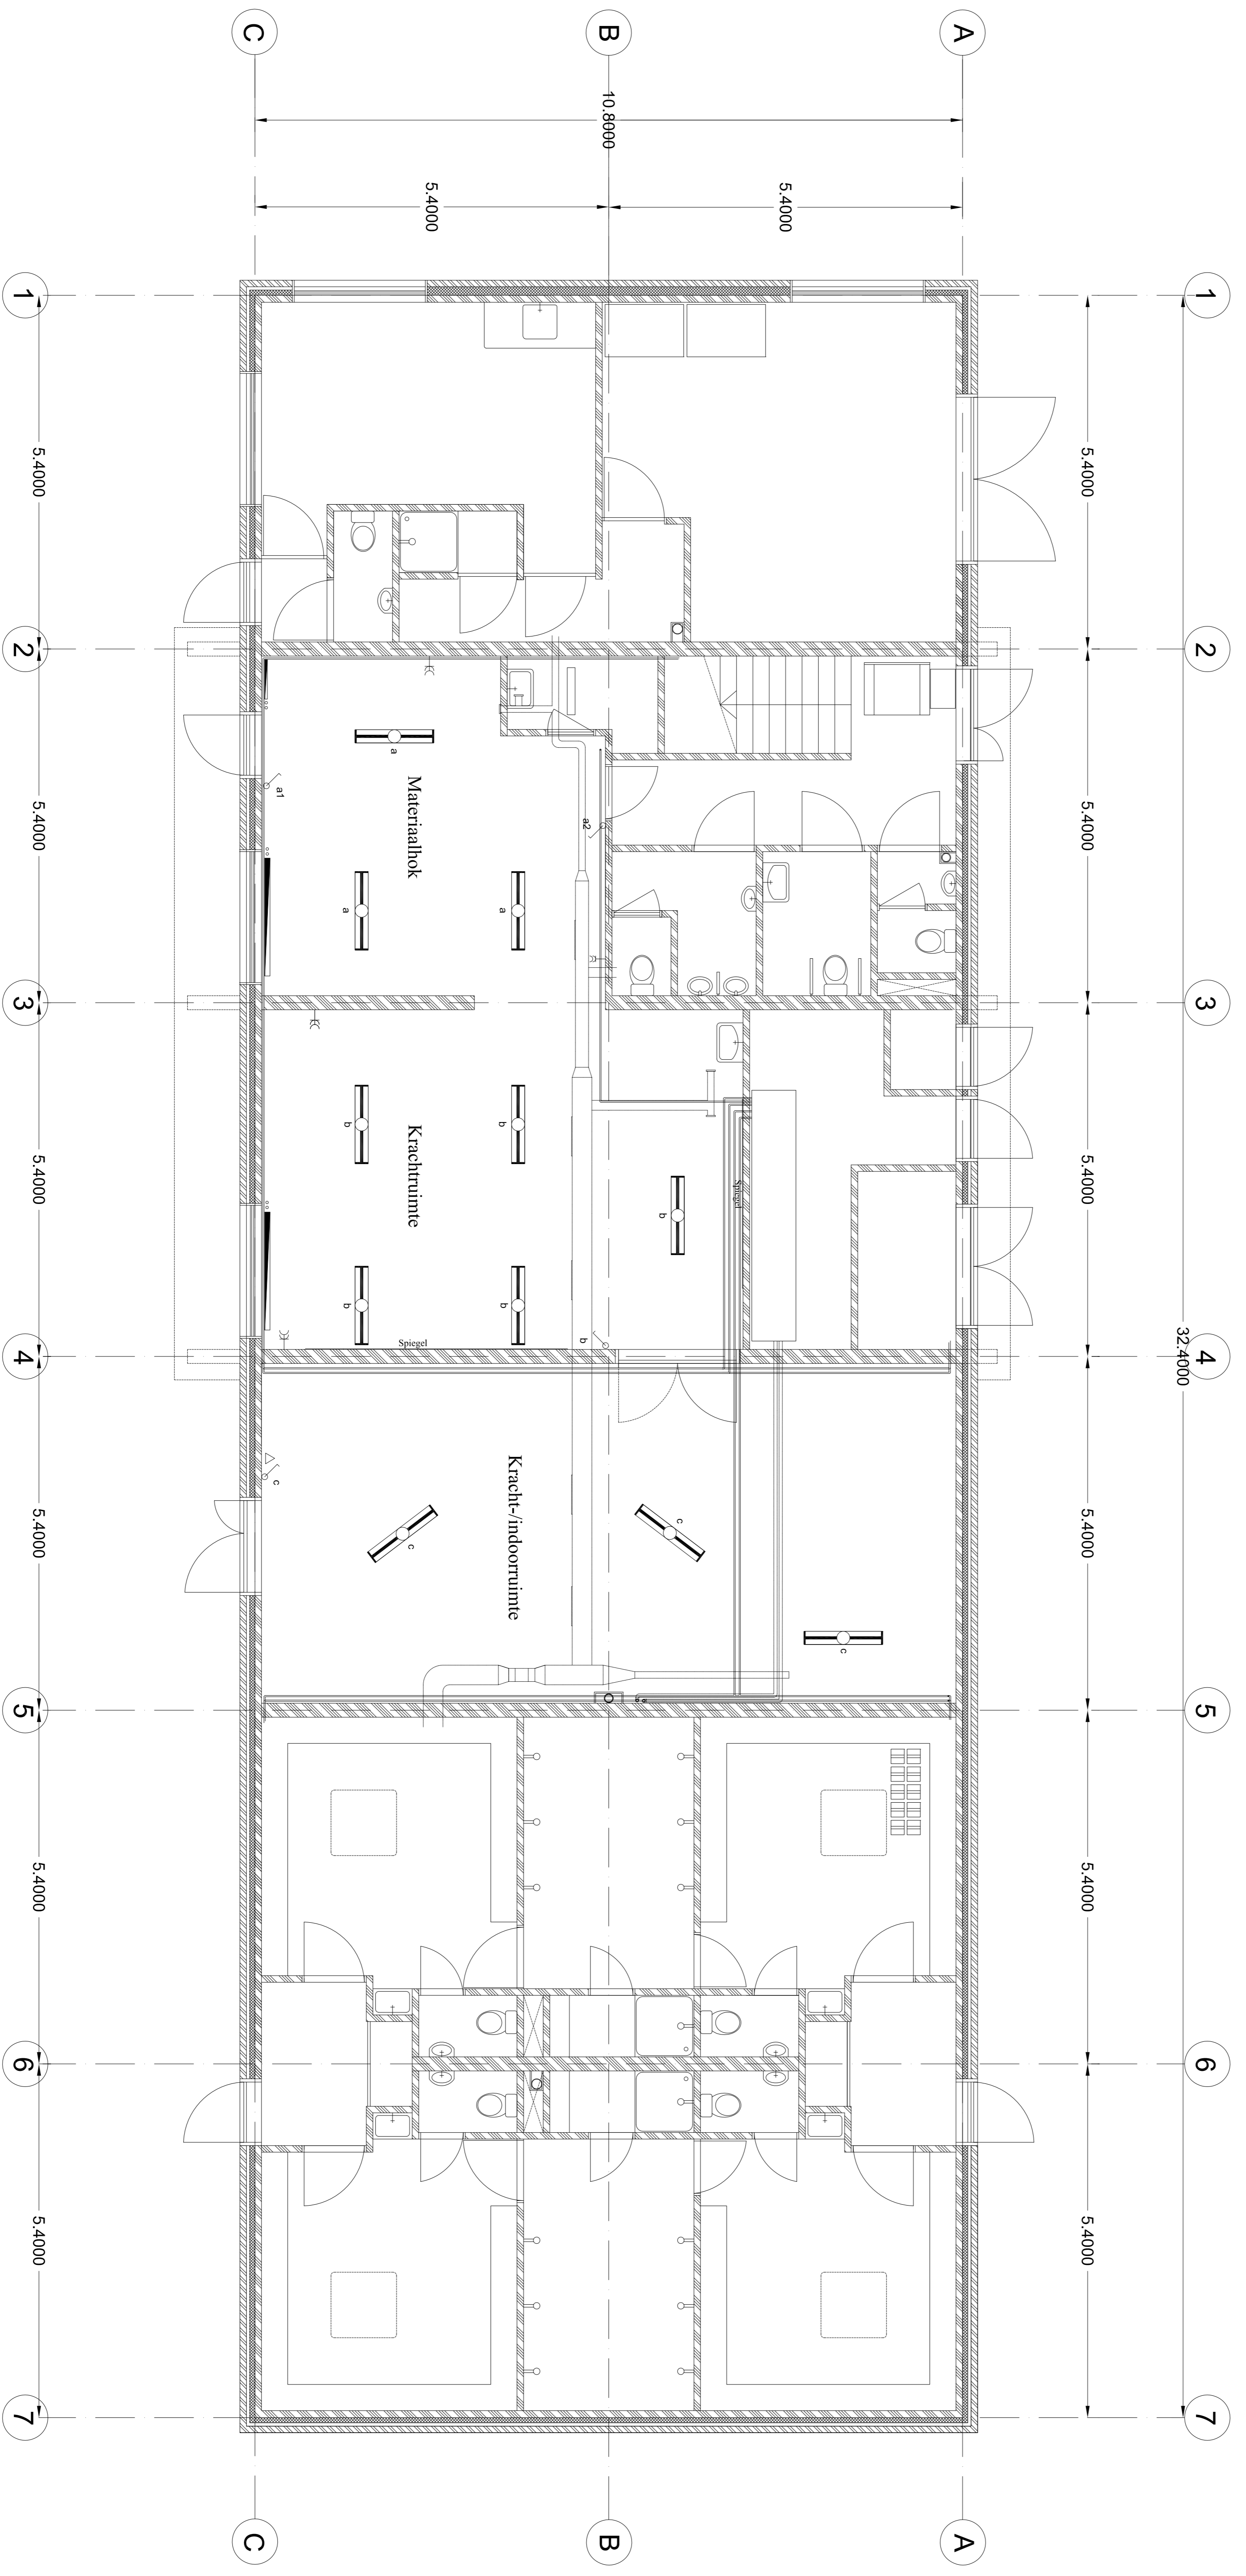 1
2
3
4
5
6
7
32.4000
5.4000
5.4000
5.4000
5.4000
5.4000
5.4000
A
A
5.4000
10.8000
B
B
5.4000
C
C
Spiegel
b
c
c
a2
b
Kracht-/indoorruimte
a
b
b
Materiaalhok
Krachtruimte
Spiegel
a
c
a
b
b
a1
c
5.4000
5.4000
5.4000
5.4000
5.4000
5.4000
1
2
3
4
5
6
7